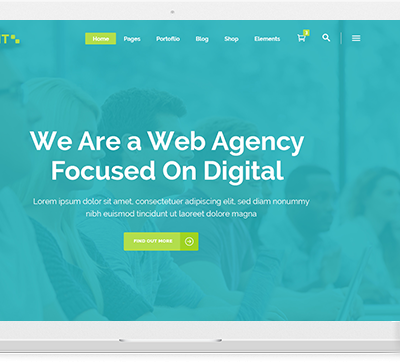 IT
Home Pages Portoflio Blog Shop Elements
We Are a Web Agency
Focused On Digital
Lorem ipsum dolor sit amet, consectetuer adipiscing elit, sed diam nonummy
nibh euismod tincidunt ut laoreet dolore magna
FIND OUT MORE